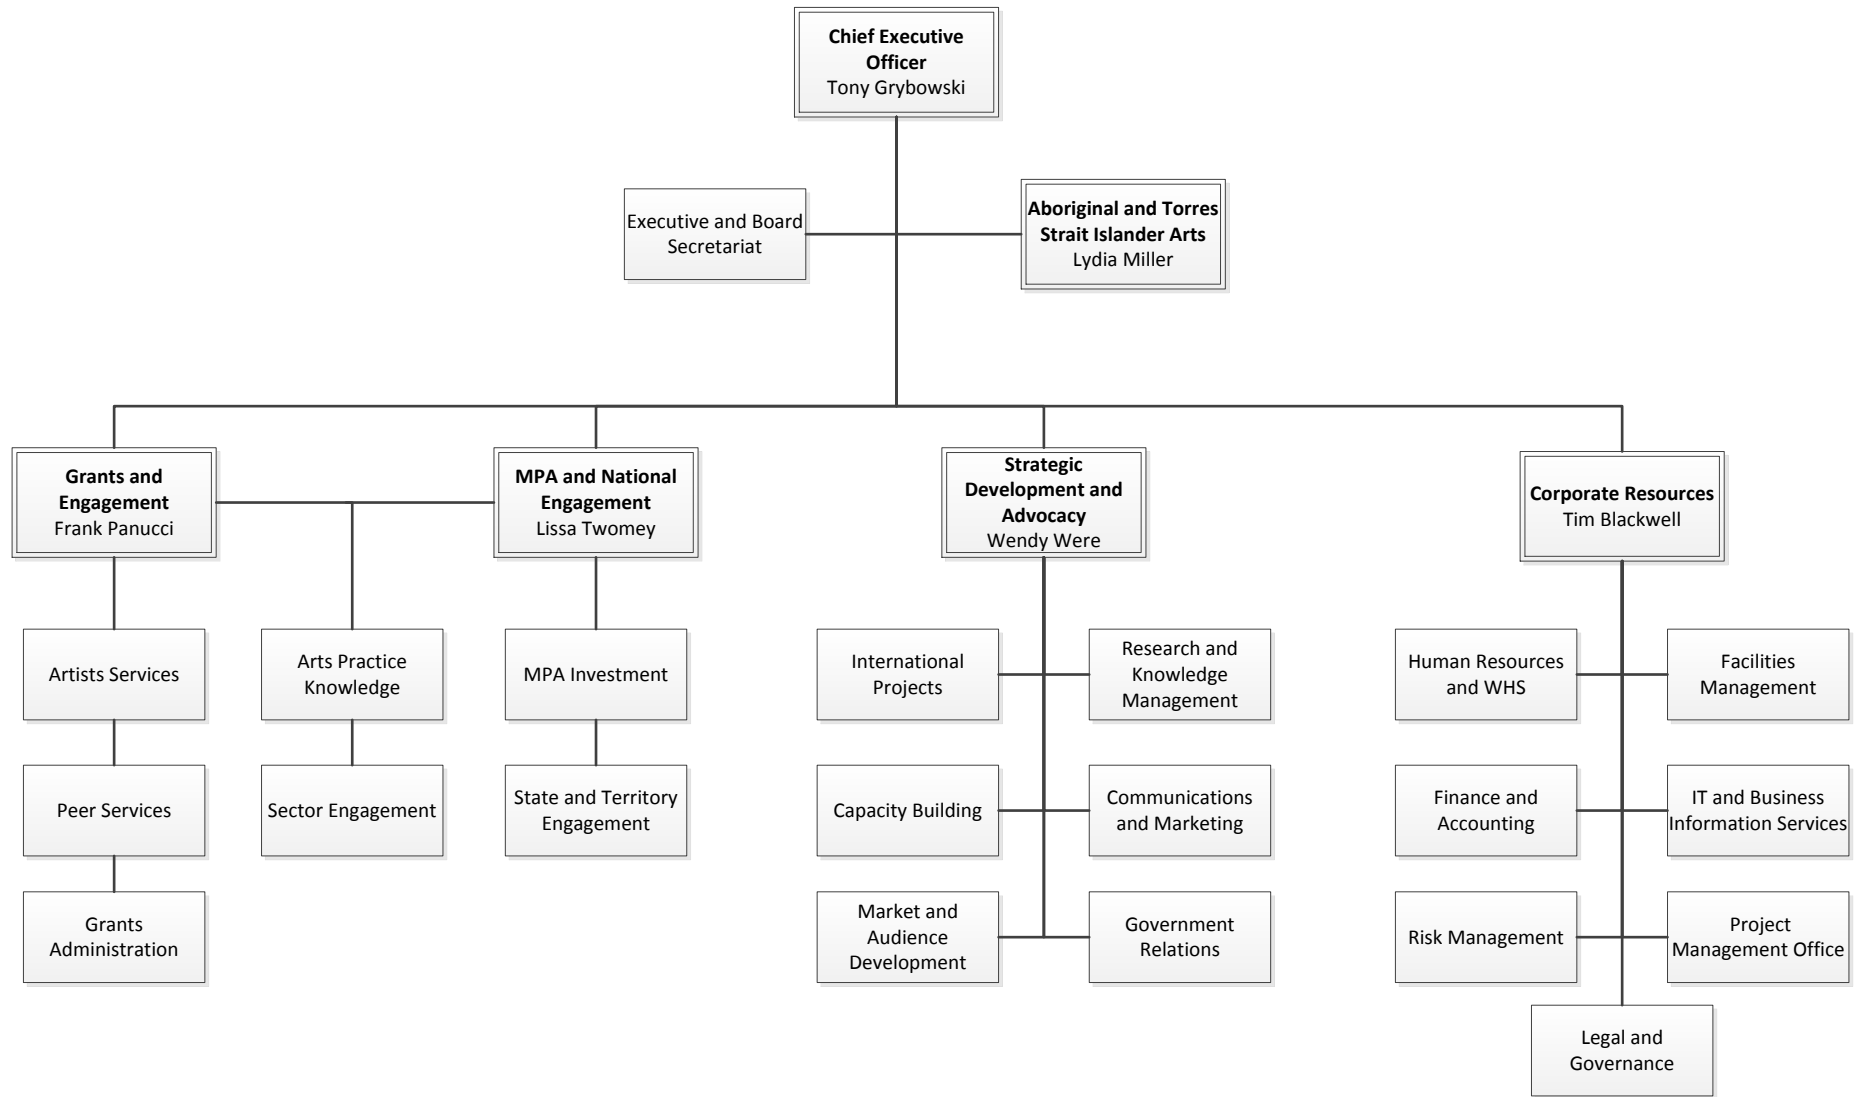 Chief Executive
Officer
Tony Grybowski
Executive and Board
Secretariat
Aboriginal and Torres
Strait Islander Arts
Lydia Miller
Grants and
Engagement
Frank Panucci
MPA and National
Engagement
Lissa Twomey
Strategic
Development and
Advocacy
Wendy Were
Corporate Resources
Tim Blackwell
Artists Services
Arts Practice
Knowledge
MPA Investment
International
Projects
Research and
Knowledge
Management
Human Resources
and WHS
Facilities
Management
Peer Services
Sector Engagement
State and Territory
Engagement
Capacity Building
Communications
and Marketing
Finance and
Accounting
IT and Business
Information Services
Grants
Administration
Market and
Audience
Development
Government
Relations
Risk Management
Project
Management Office
Legal and
Governance